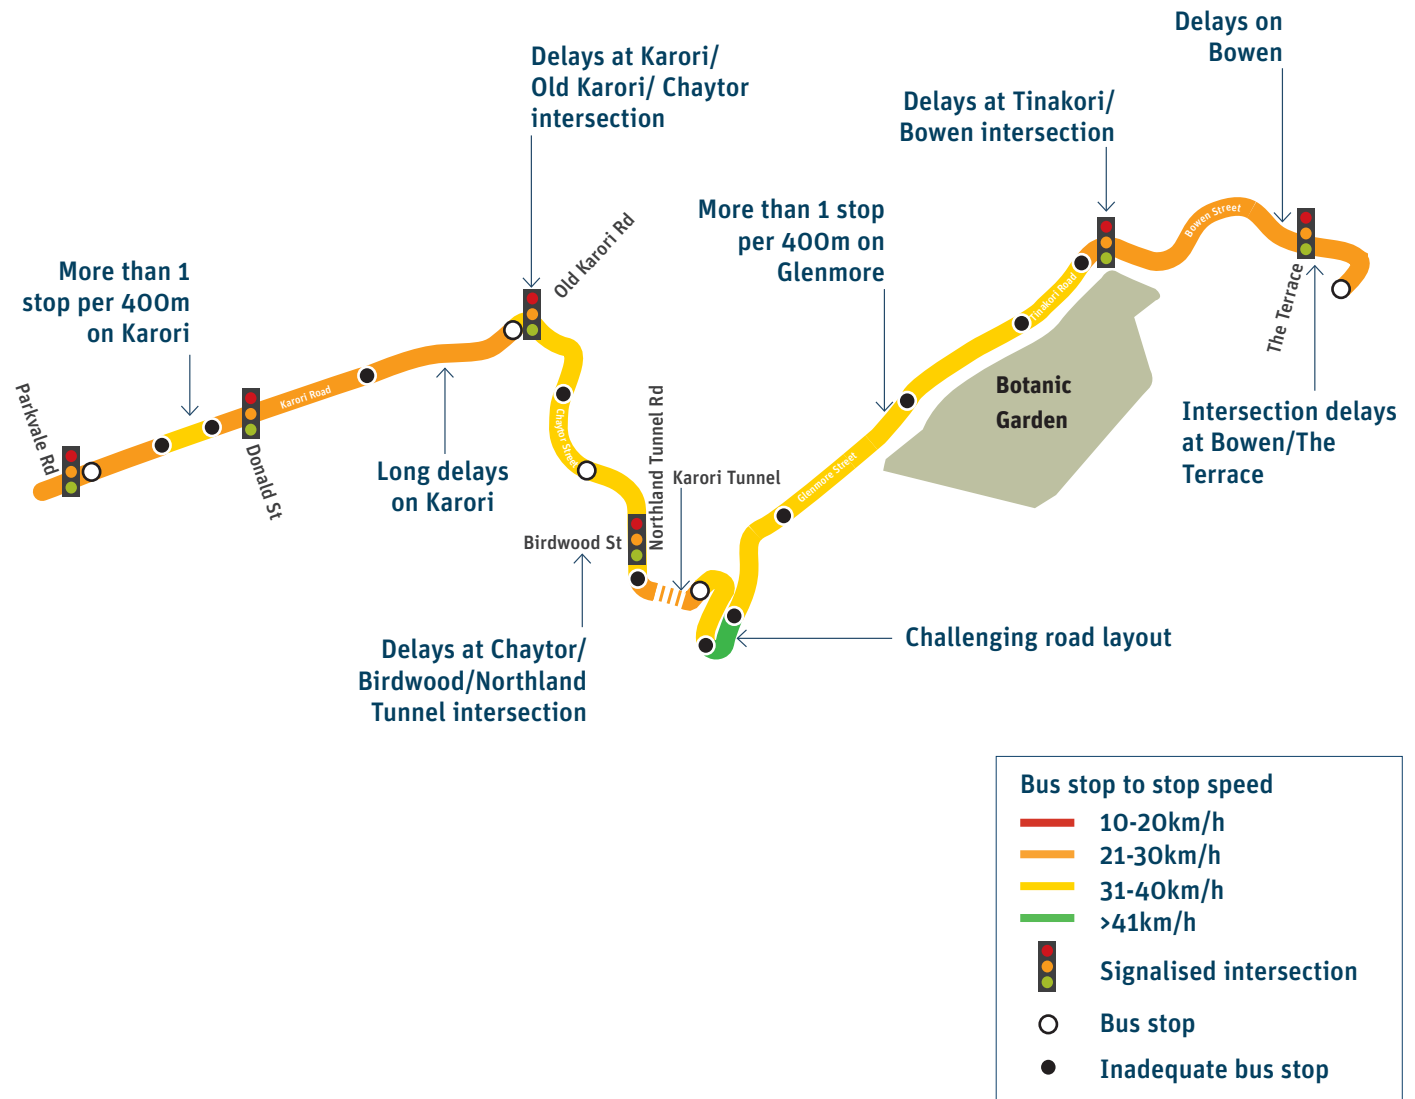 Delays on
Bowen
Delays at Karori/
Old Karori/ Chaytor
intersection
Delays at Tinakori/
Bowen intersection
More than 1 stop
per 400m on
Glenmore
More than 1
stop per 400m
on Karori
Old Karori Rd
Bowen Street
The Terrace
Tinakori Road
Parkvale Rd
Karori Road
Donald St
Botanic
Garden
Intersection delays
at Bowen/The
Terrace
Long delays
on Karori
Chaytor Street
Northland Tunnel Rd
Karori Tunnel
Glenmore Street
Birdwood St
Delays at Chaytor/
Birdwood/Northland
Tunnel intersection
Challenging road layout
Bus stop to stop speed
10-20km/h
21-30km/h
31-40km/h
>41km/h
Signalised intersection
Bus stop
Inadequate bus stop